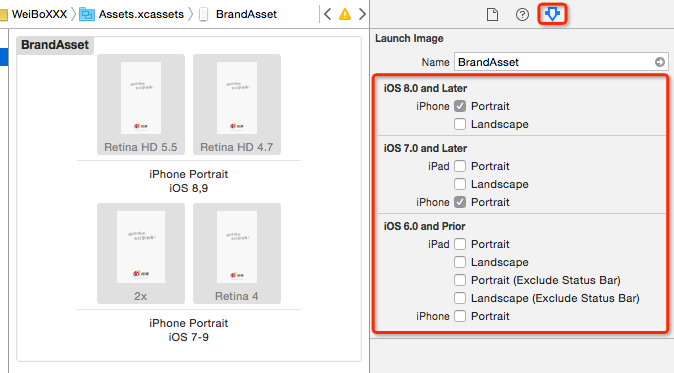 WeiBoXXX
Assets.xcassets
BrandAsset
BrandAsset
Retina HD 5.5
Retina HD 4.7
iPhone Portrait
iOS 8,9
2x
Retina 4
iPhone Portrait
iOS 7-9
Launch Image
Name BrandAsset
iOS 8.0 and Later
iPhone Portrait
Landscape
iOS 7.0 and Later
iPad Portrait
Landscape
iPhone Portrait
iOS 6.0 and Prior
iPad Portrait
Landscape
Portrait (Exclude Status Bar)
Landscape (Exclude Status Bar)
iPhone Portrait